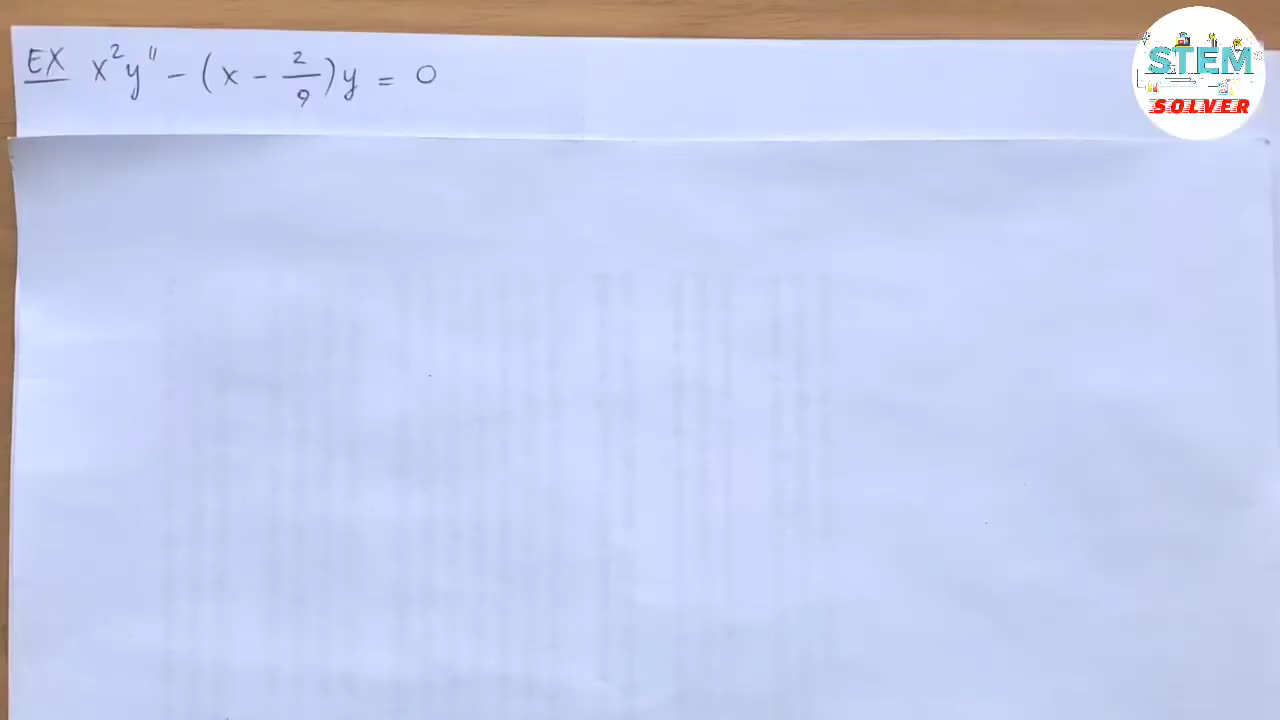 EX x²y" - (x - 2/9)y = 0
STEM
SOLVER